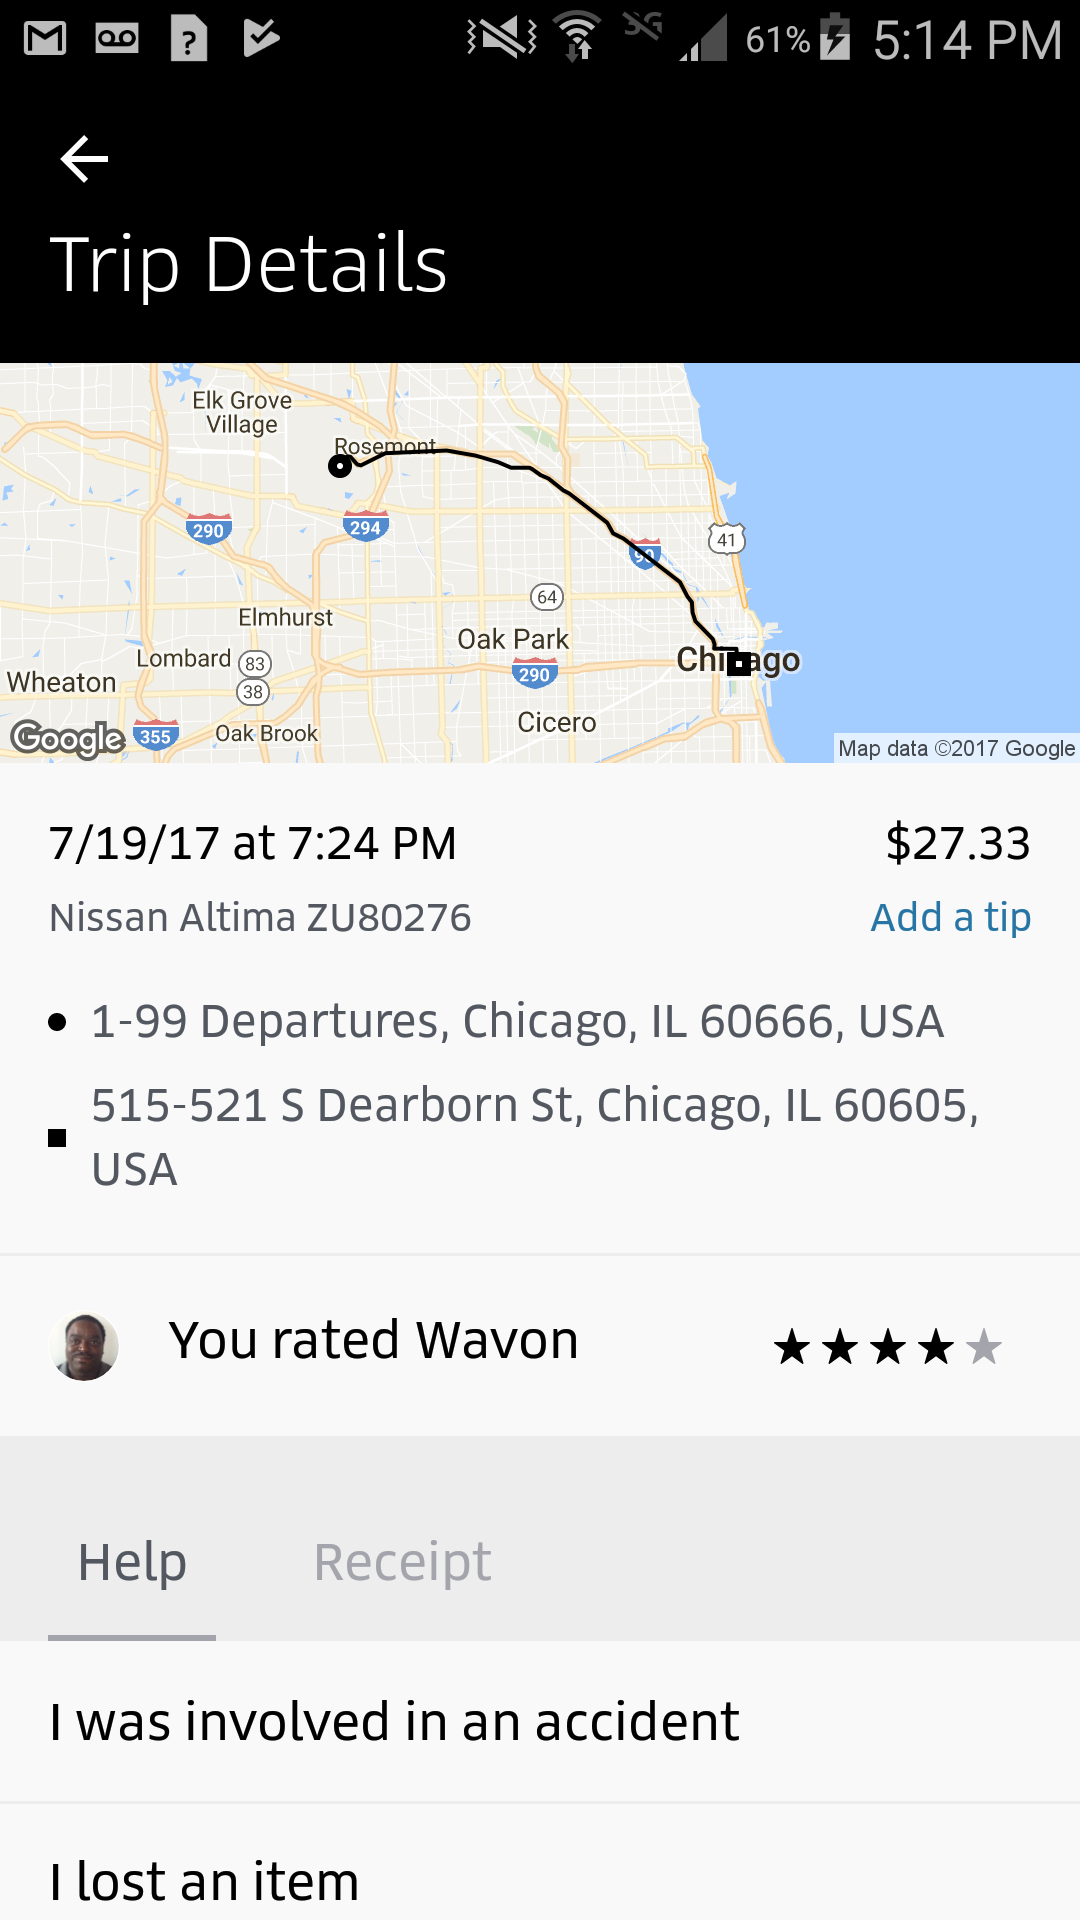 61% 5:14 PM
Trip Details
Elk Grove
Village
Rosemont
290
294
90
41
64
Elmhurst
Oak Park
Lombard
83
Chicago
290
Wheaton
38
Cicero
Google
355
Oak Brook
Map data ©2017 Google
7/19/17 at 7:24 PM
$27.33
Nissan Altima ZU80276
Add a tip
1-99 Departures, Chicago, IL 60666, USA
515-521 S Dearborn St, Chicago, IL 60605,
USA
You rated Wavon
Help
Receipt
I was involved in an accident
I lost an item